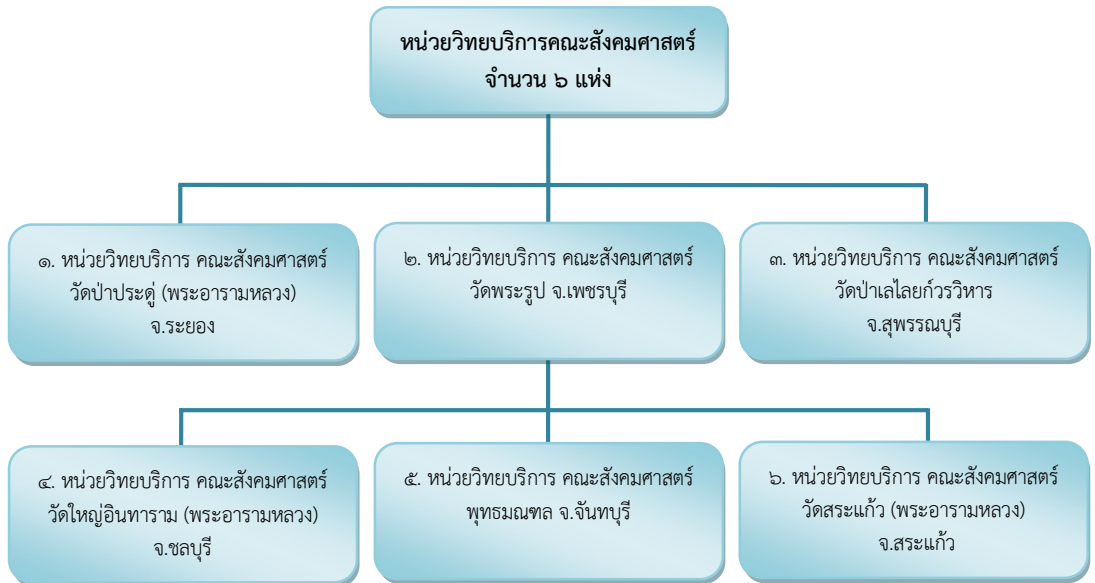 หน่วยวิทยบริการคณะสังคมศาสตร์
จำนวน ๖ แห่ง
๑. หน่วยวิทยบริการ คณะสังคมศาสตร์
วัดป่าประดู่ (พระอารามหลวง)
จ.ระยอง
๒. หน่วยวิทยบริการ คณะสังคมศาสตร์
วัดพระรูป จ.เพชรบุรี
๓. หน่วยวิทยบริการ คณะสังคมศาสตร์
วัดป่าเลไลยก์วรวิหาร
จ.สุพรรณบุรี
๔. หน่วยวิทยบริการ คณะสังคมศาสตร์
วัดใหญ่อินทาราม (พระอารามหลวง)
จ.ชลบุรี
๕. หน่วยวิทยบริการ คณะสังคมศาสตร์
พุทธมณฑล จ.จันทบุรี
๖. หน่วยวิทยบริการ คณะสังคมศาสตร์
วัดสระแก้ว (พระอารามหลวง)
จ.สระแก้ว